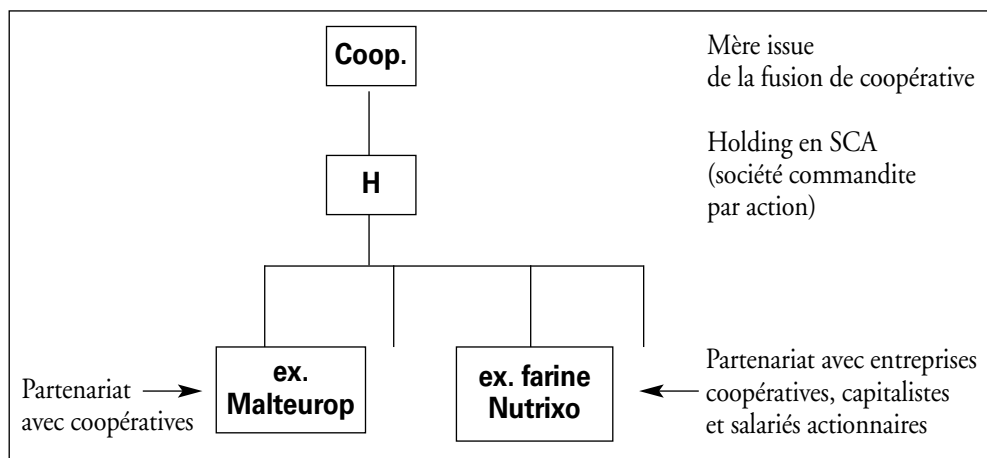 Coop.
Mère issue
de la fusion de coopérative
H
Holding en SCA
(société commandite
par action)
Partenariat
avec coopératives
ex.
Malteurop
ex. farine
Nutrixo
Partenariat avec entreprises
coopératives, capitalistes
et salariés actionnaires